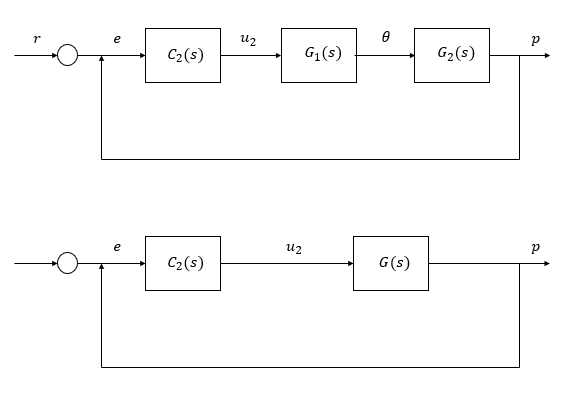 r e C₂(s) u₂ G₁(s) θ G₂(s) p
e C₂(s) u₂ G(s) p